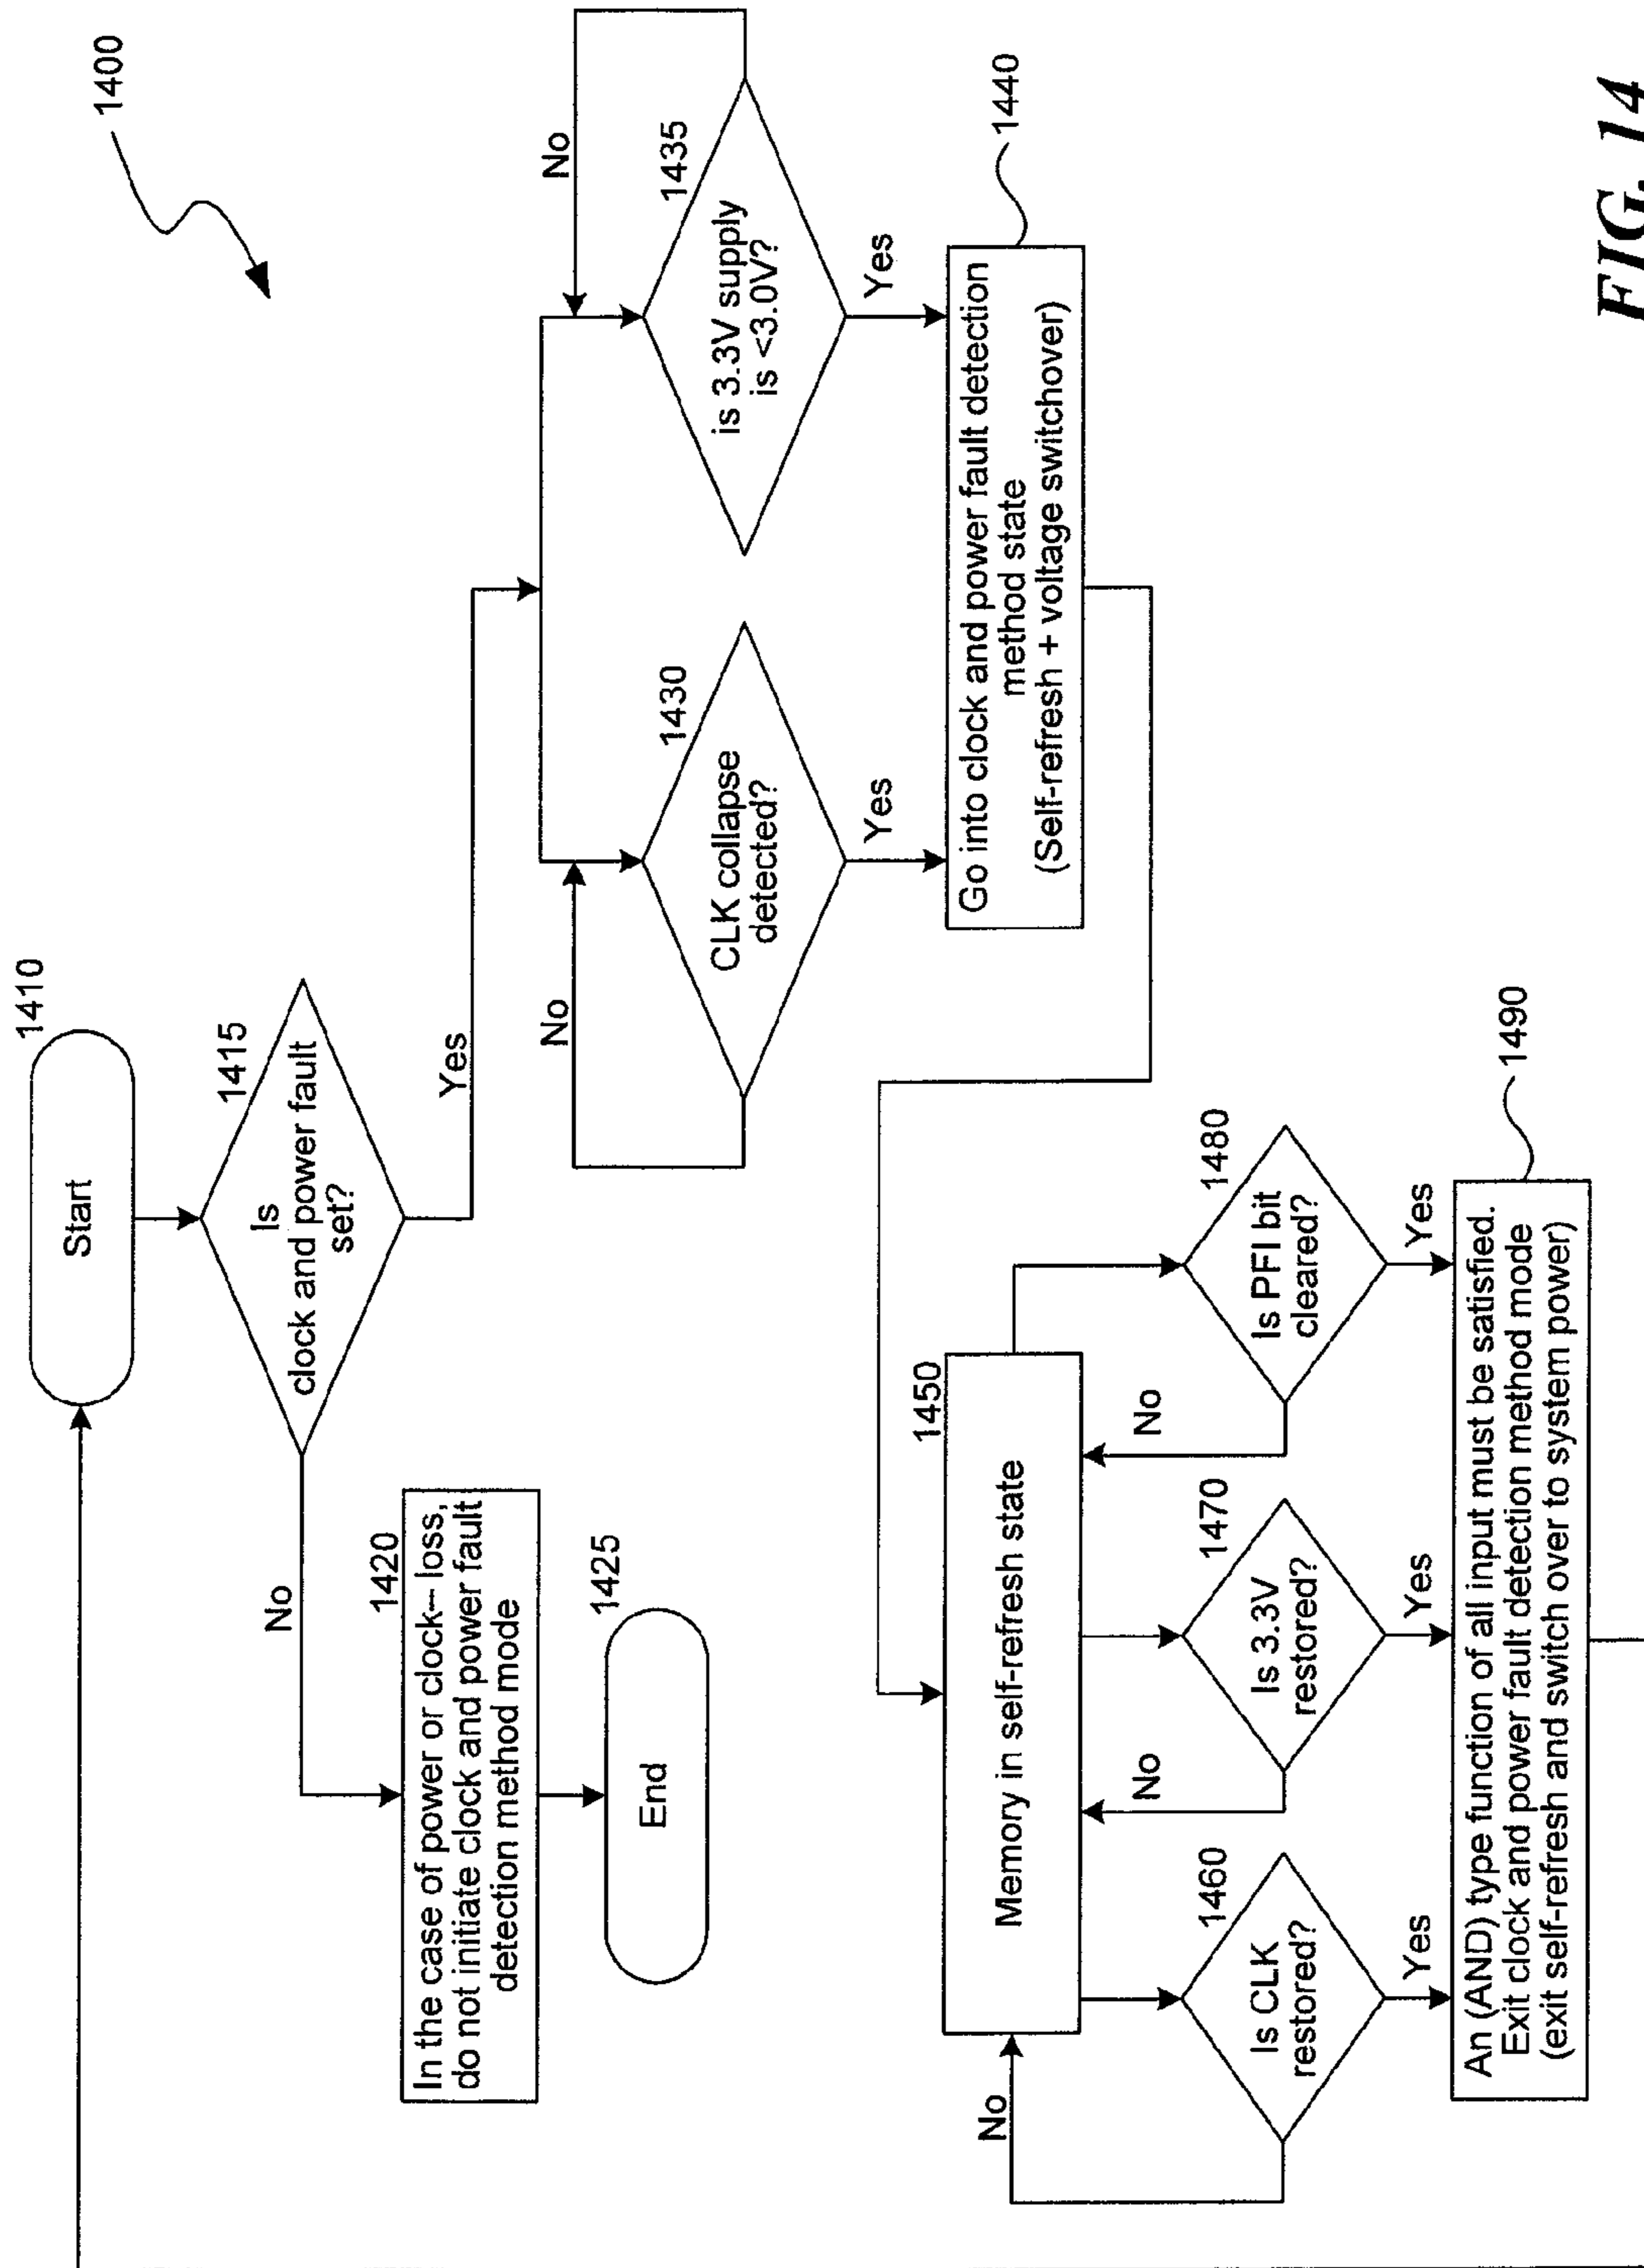 1400
1410
Start
1415
Is
clock and power fault
set?
No
Yes
1420
In the case of power or clock-- loss,
do not initiate clock and power fault
detection method mode
1425
End
No
1430
CLK collapse
detected?
Yes
No
1435
is 3.3V supply
is <3.0V?
Yes
1440
Go into clock and power fault detection
method state
(Self-refresh + voltage switchover)
1450
Memory in self-refresh state
No
1460
Is CLK
restored?
Yes
No
1470
Is 3.3V
restored?
Yes
No
1480
Is PFI bit
cleared?
Yes
1490
An (AND) type function of all input must be satisfied.
Exit clock and power fault detection method mode
(exit self-refresh and switch over to system power)
FIG. 14